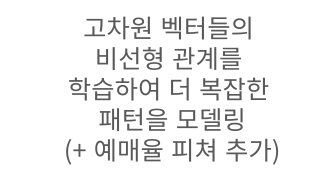 고차원 벡터들의
비선형 관계를
학습하여 더 복잡한
패턴을 모델링
(+ 예매율 피쳐 추가)